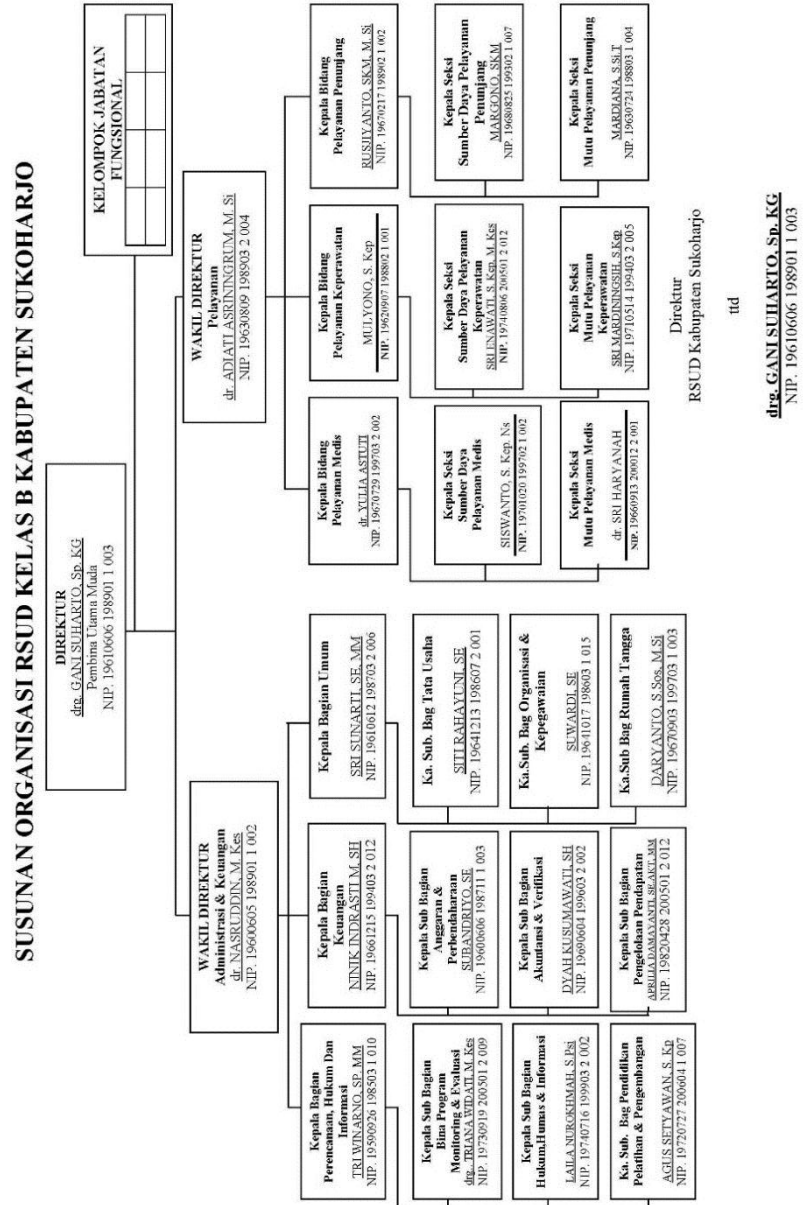 SUSUNAN ORGANISASI RSUD KELAS B KABUPATEN SUKOHARJO
DIREKTUR
drg. GANI SUHARTO, Sp. KG
Pembina Utama Muda
NIP. 19610606 198901 1 003
KELOMPOK JABATAN
FUNGSIONAL
WAKIL DIREKTUR
Administrasi & Keuangan
dr. NASRUDDIN, M. Kes
NIP. 19600605 198901 1 002
WAKIL DIREKTUR
Pelayanan
dr. ADIATI ASRININGRUM, M. Si
NIP. 19630809 198903 2 004
Kepala Bagian
Perencanaan, Hukum Dan
Informasi
TRI WINARNO, SP, MM
NIP. 19590926 198503 1 010
Kepala Bagian
Keuangan
NINIK INDRASTI M, SH
NIP. 19661215 199403 2 012
Kepala Bagian Umum
SRI SUNARTI, SE, MM
NIP. 19610612 198703 2 006
Kepala Bidang
Pelayanan Medis
dr. YULIA ASTUTI
NIP. 19670729 199703 2 002
Kepala Bidang
Pelayanan Keperawatan
MULYONO, S. Kep
NIP. 19620907 198802 1 001
Kepala Bidang
Pelayanan Penunjang
RUSJIYANTO, SKM, M. Si
NIP. 19670217 198902 1 002
Kepala Sub Bagian
Bina Program
Monitoring & Evaluasi
drg.. TRIANA WIDATI, M. Kes
NIP. 19730919 200501 2 009
Kepala Sub Bagian
Anggaran &
Perbendaharaan
SUBANDRIYO, SE
NIP. 19600606 198711 1 003
Ka. Sub. Bag Tata Usaha
SITI RAHAYUNI, SE
NIP. 19641213 198607 2 001
Kepala Seksi
Sumber Daya
Pelayanan Medis
SISWANTO, S. Kep. Ns
NIP. 19701020 199702 1 002
Kepala Seksi
Sumber Daya Pelayanan
Keperawatan
SRI ENAWATI, S. Kep, M. Kes
NIP. 19740806 200501 2 012
Kepala Seksi
Sumber Daya Pelayanan
Penunjang
MARGONO, SKM
NIP. 19680825 199302 1 007
Kepala Sub Bagian
Hukum,Humas & Informasi
LAILA NUROKHMAH, S.Psi
NIP. 19740716 199903 2 002
Kepala Sub Bagian
Akuntansi & Verifikasi
DYAH KUSUMAWATI, SH
NIP. 19690604 199603 2 002
Ka. Sub. Bag Organisasi &
Kepegawaian
SUWARDI, SE
NIP. 19641017 198603 1 015
Kepala Seksi
Mutu Pelayanan Medis
dr. SRI HARYANAH
NIP. 19660913 200012 2 001
Kepala Seksi
Mutu Pelayanan
Keperawatan
SRI MARDININGSIH, S.Kep
NIP. 19710514 199403 2 005
Kepala Seksi
Mutu Pelayanan Penunjang
MARDIANA, S.Si.T
NIP. 19630724 198803 1 004
Ka. Sub. Bag Pendidikan
Pelatihan & Pengembangan
AGUS SETYAWAN, S. Kp
NIP. 19720727 200604 1 007
Kepala Sub Bagian
Pengelolaan Pendapatan
APRILIA DAMAYANTI, SE.AKT, MM
NIP. 19820428 200501 2 012
Ka.Sub Bag Rumah Tangga
DARYANTO, S.Sos, M.Si
NIP. 19670903 199703 1 003
Direktur
RSUD Kabupaten Sukoharjo
ttd
drg. GANI SUHARTO, Sp. KG
NIP. 19610606 198901 1 003